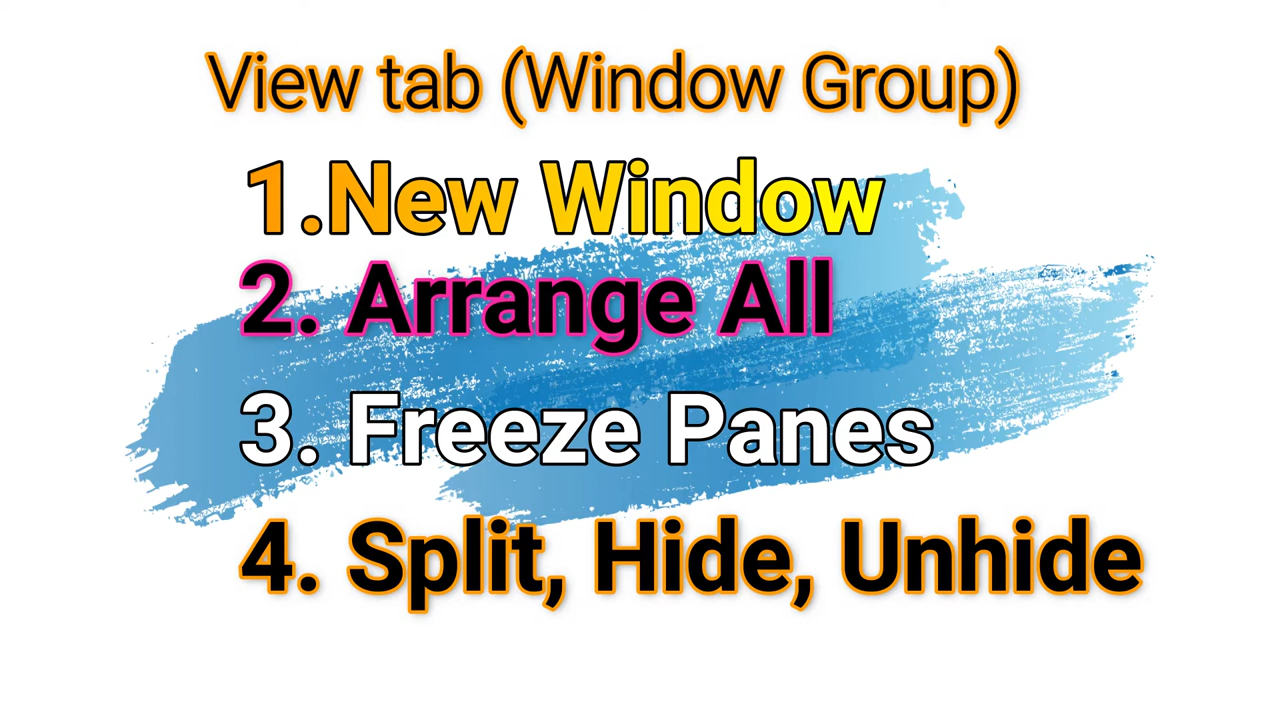 View tab (Window Group)
1.New Window
2. Arrange All
3. Freeze Panes
4. Split, Hide, Unhide